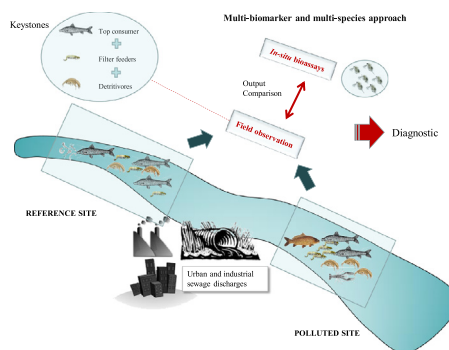 Multi-biomarker and multi-species approach
Keystones
Top consumer
Filter feeders
Detritivores
In-situ bioassays
Output
Comparison
Field observation
Diagnostic
REFERENCE SITE
Urban and industrial
sewage discharges
POLLUTED SITE